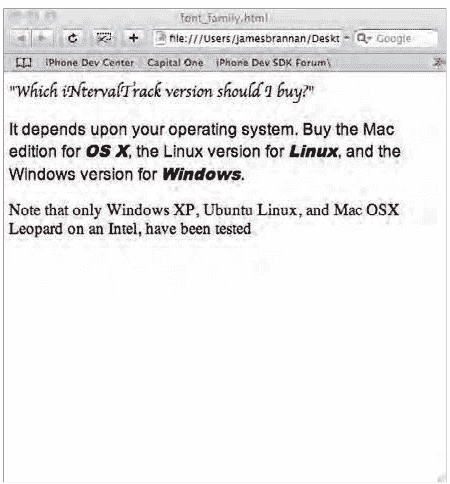 font_family.html
file:///Users/jamesbrannan/Deskt
Google
iPhone Dev Center Capital One iPhone Dev SDK Forum\
"Which iNtervalTrack version should I buy?"
It depends upon your operating system. Buy the Mac
edition for OS X, the Linux version for Linux, and the
Windows version for Windows.
Note that only Windows XP, Ubuntu Linux, and Mac OSX
Leopard on an Intel, have been tested